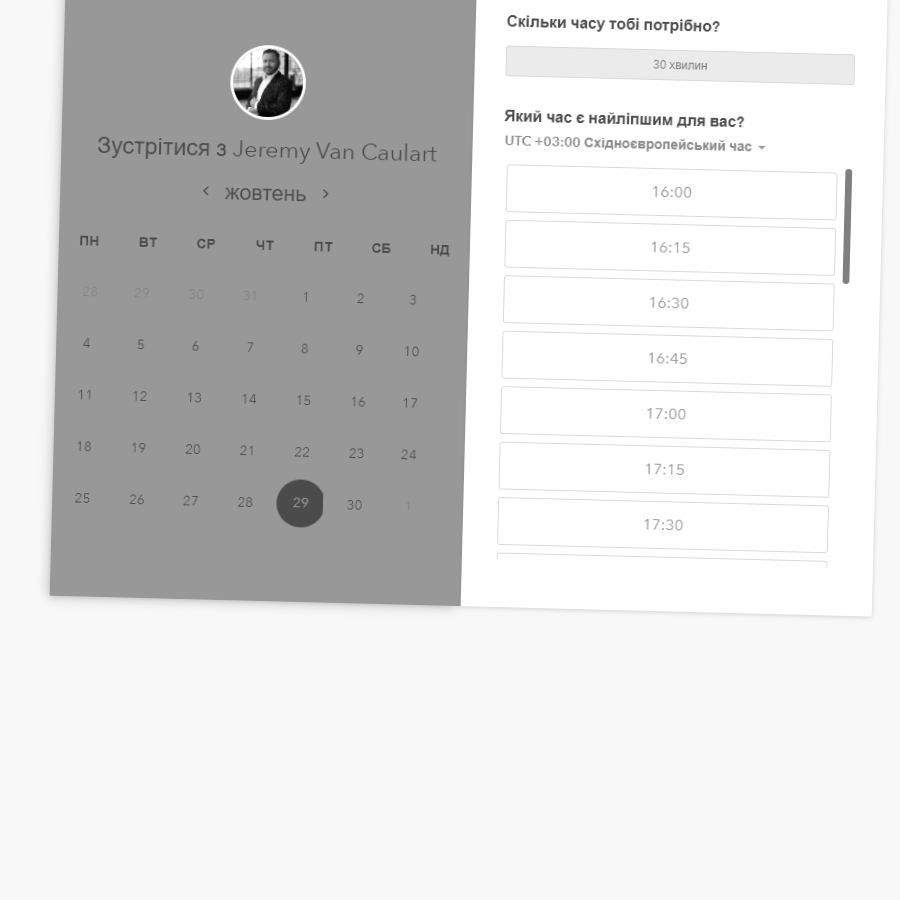 Зустрітися з Jeremy Van Caulart
жовтень
ПН ВТ СР ЧТ ПТ СБ НД
28 29 30 31 1 2 3
4 5 6 7 8 9 10
11 12 13 14 15 16 17
18 19 20 21 22 23 24
25 26 27 28 29 30 1
Скільки часу тобі потрібно?
30 хвилин
Який час є найліпшим для вас?
UTC +03:00 Східноєвропейський час
16:00
16:15
16:30
16:45
17:00
17:15
17:30